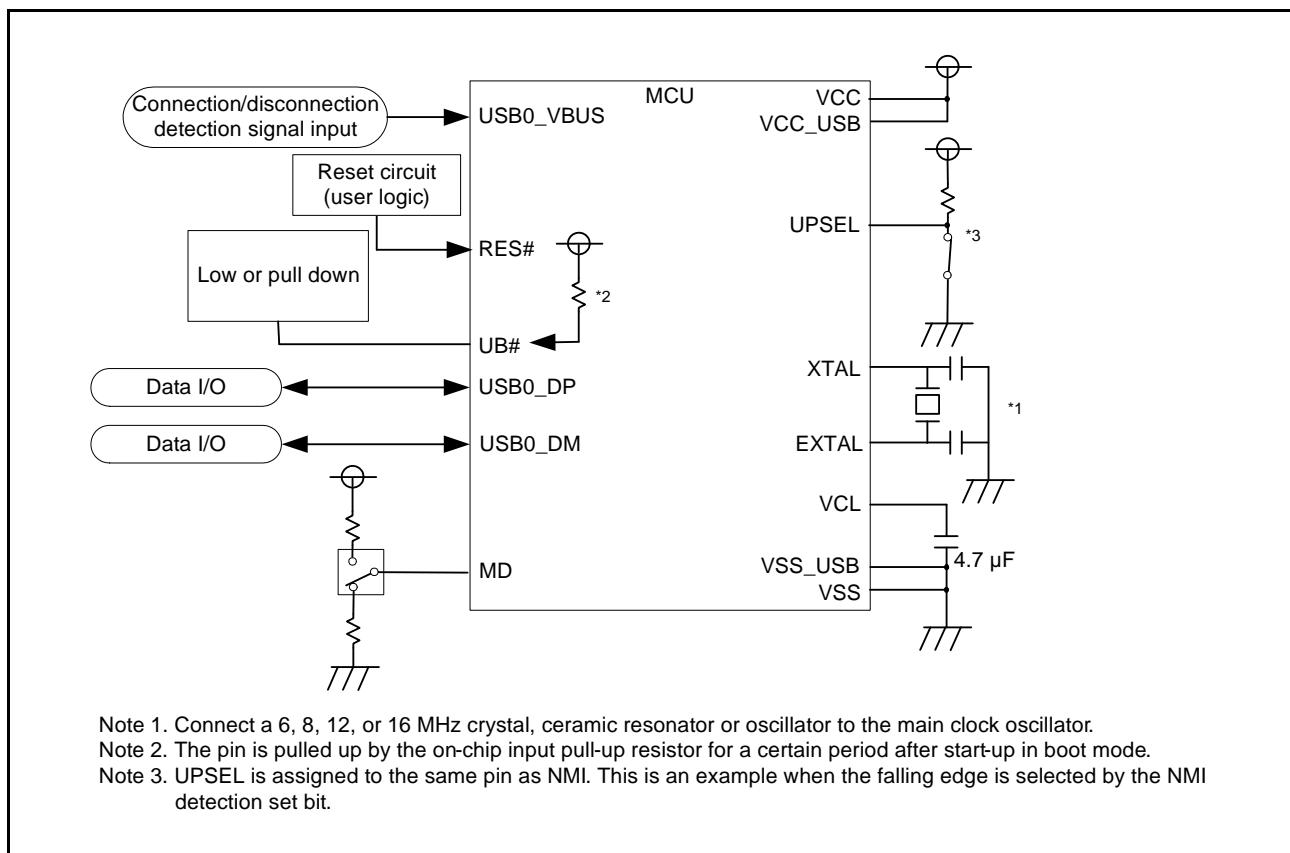 MCU
Connection/disconnection
detection signal input
USB0_VBUS
VCC
VCC_USB
Reset circuit
(user logic)
UPSEL
*3
RES#
Low or pull down
*2
UB#
XTAL
Data I/O
USB0_DP
*1
Data I/O
USB0_DM
EXTAL
VCL
MD
VSS_USB
4.7 µF
VSS
Note 1. Connect a 6, 8, 12, or 16 MHz crystal, ceramic resonator or oscillator to the main clock oscillator.
Note 2. The pin is pulled up by the on-chip input pull-up resistor for a certain period after start-up in boot mode.
Note 3. UPSEL is assigned to the same pin as NMI. This is an example when the falling edge is selected by the NMI
detection set bit.